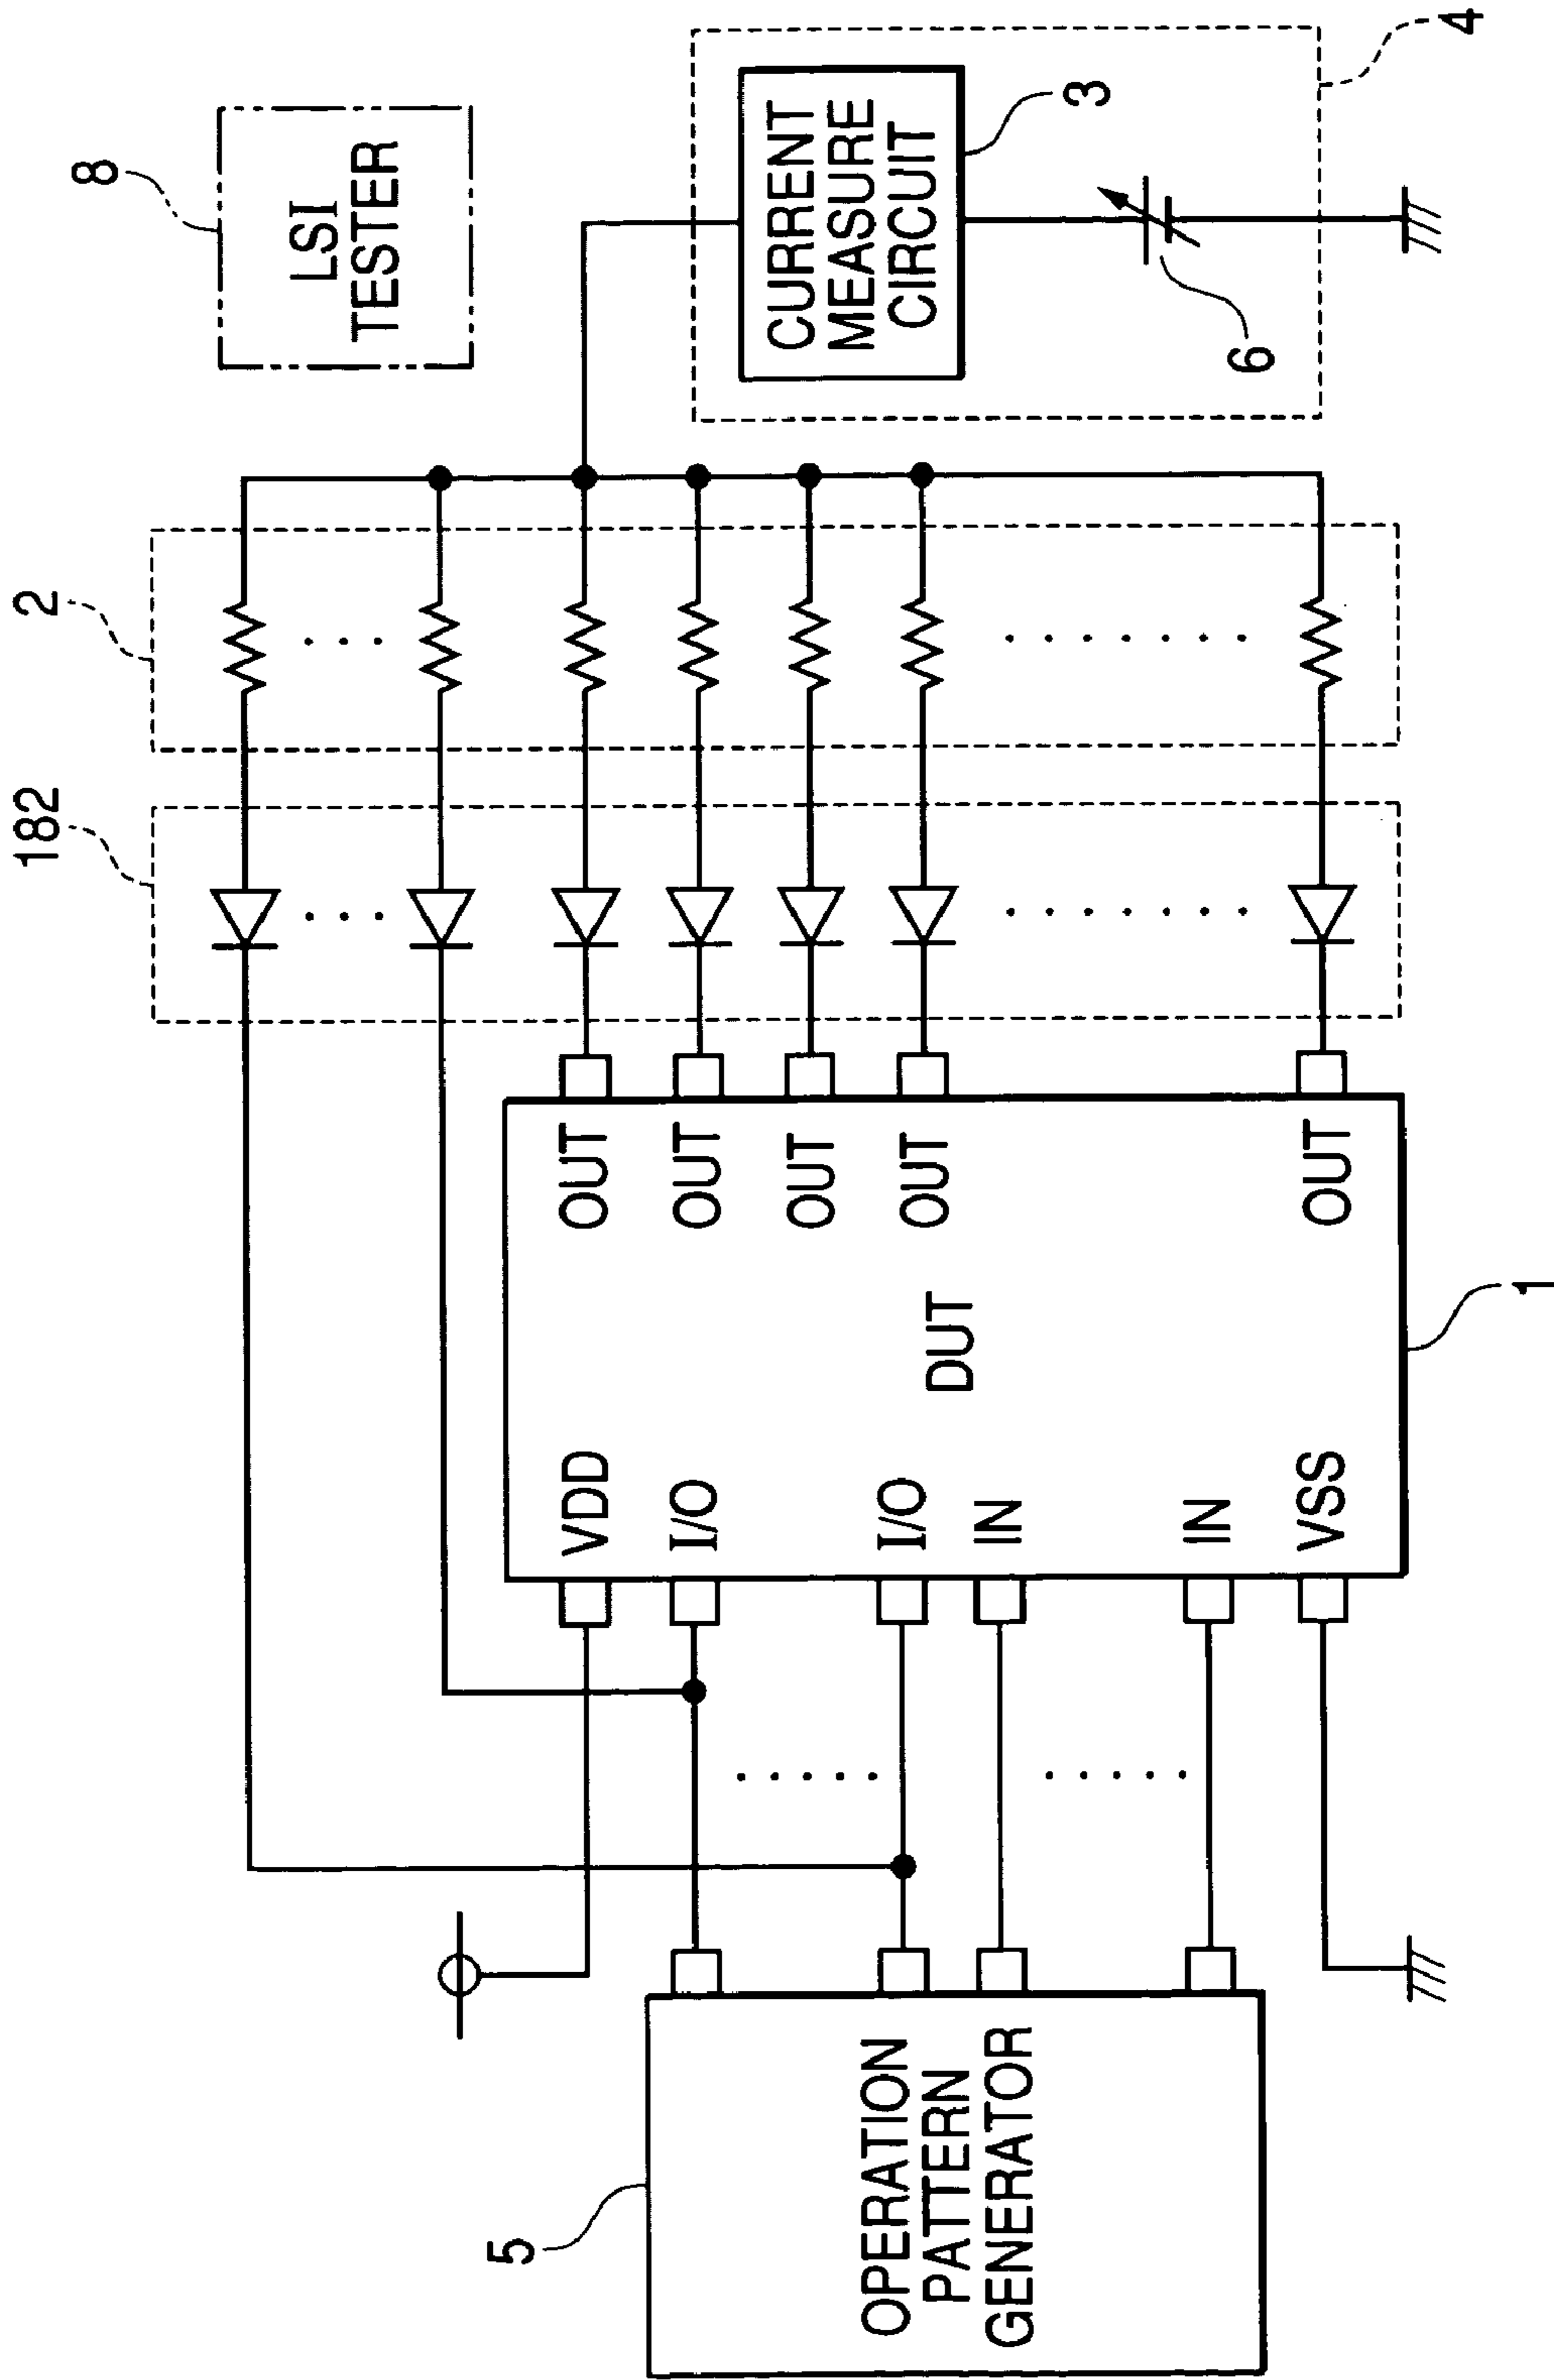 8
LSI
TESTER
4
CURRENT
MEASURE
CIRCUIT
3
6
2
182
OUT
OUT
OUT
OUT
OUT
DUT
1
VDD
I/O
I/O
IN
IN
VSS
5
OPERATION
PATTERN
GENERATOR